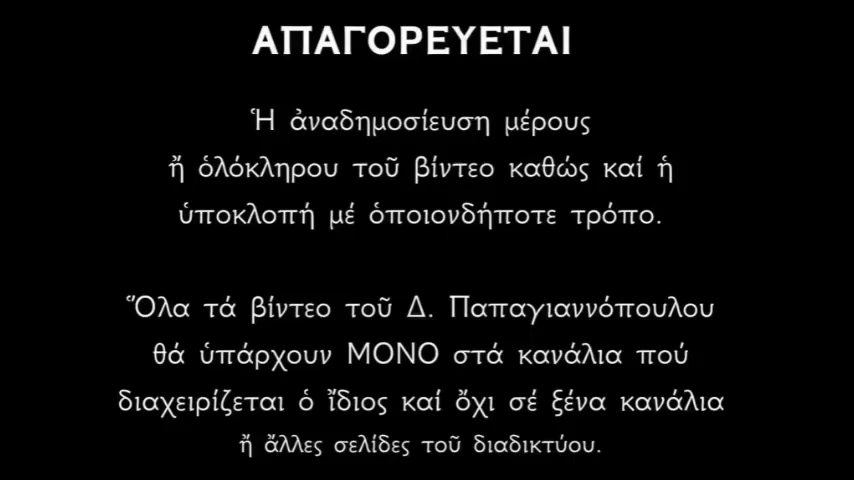 ΑΠΑΓΟΡΕΥΕΤΑΙ
Ἡ ἀναδημοσίευση μέρους
ἤ ὁλόκληρου τοῦ βίντεο καθώς καί ἡ
ὑποκλοπή μέ ὁποιονδήποτε τρόπο.
Ὅλα τά βίντεο τοῦ Δ. Παπαγιαννόπουλου
θά ὑπάρχουν ΜΟΝΟ στά κανάλια πού
διαχειρίζεται ὁ ἴδιος καί ὄχι σέ ξένα κανάλια
ἤ ἄλλες σελίδες τοῦ διαδικτύου.